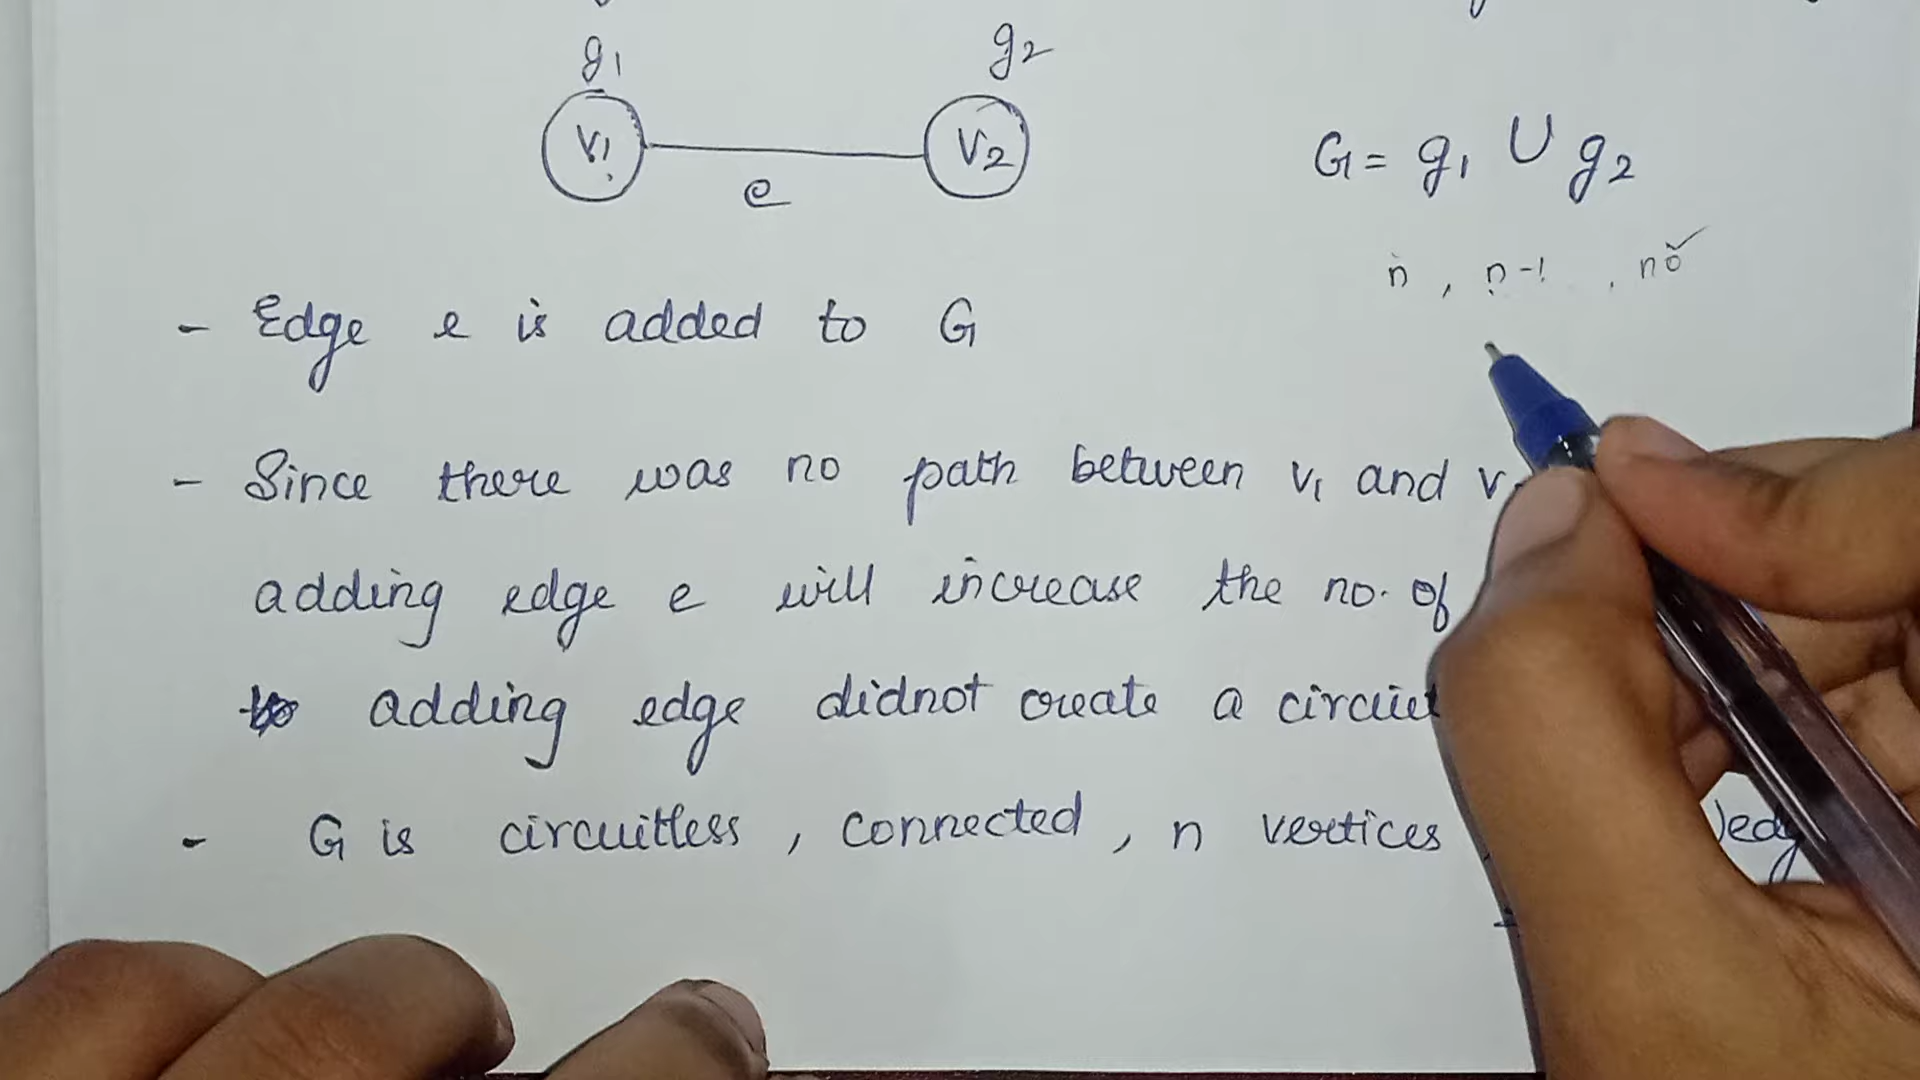 g1 g2
V1 V2
e
G = g1 ∪ g2
n , n-1 , no
- Edge e is added to G
- Since there was no path between v1 and
adding edge e will increase the no. of
adding edge didnot create a circuit
- G is circuitless , connected , n vertices